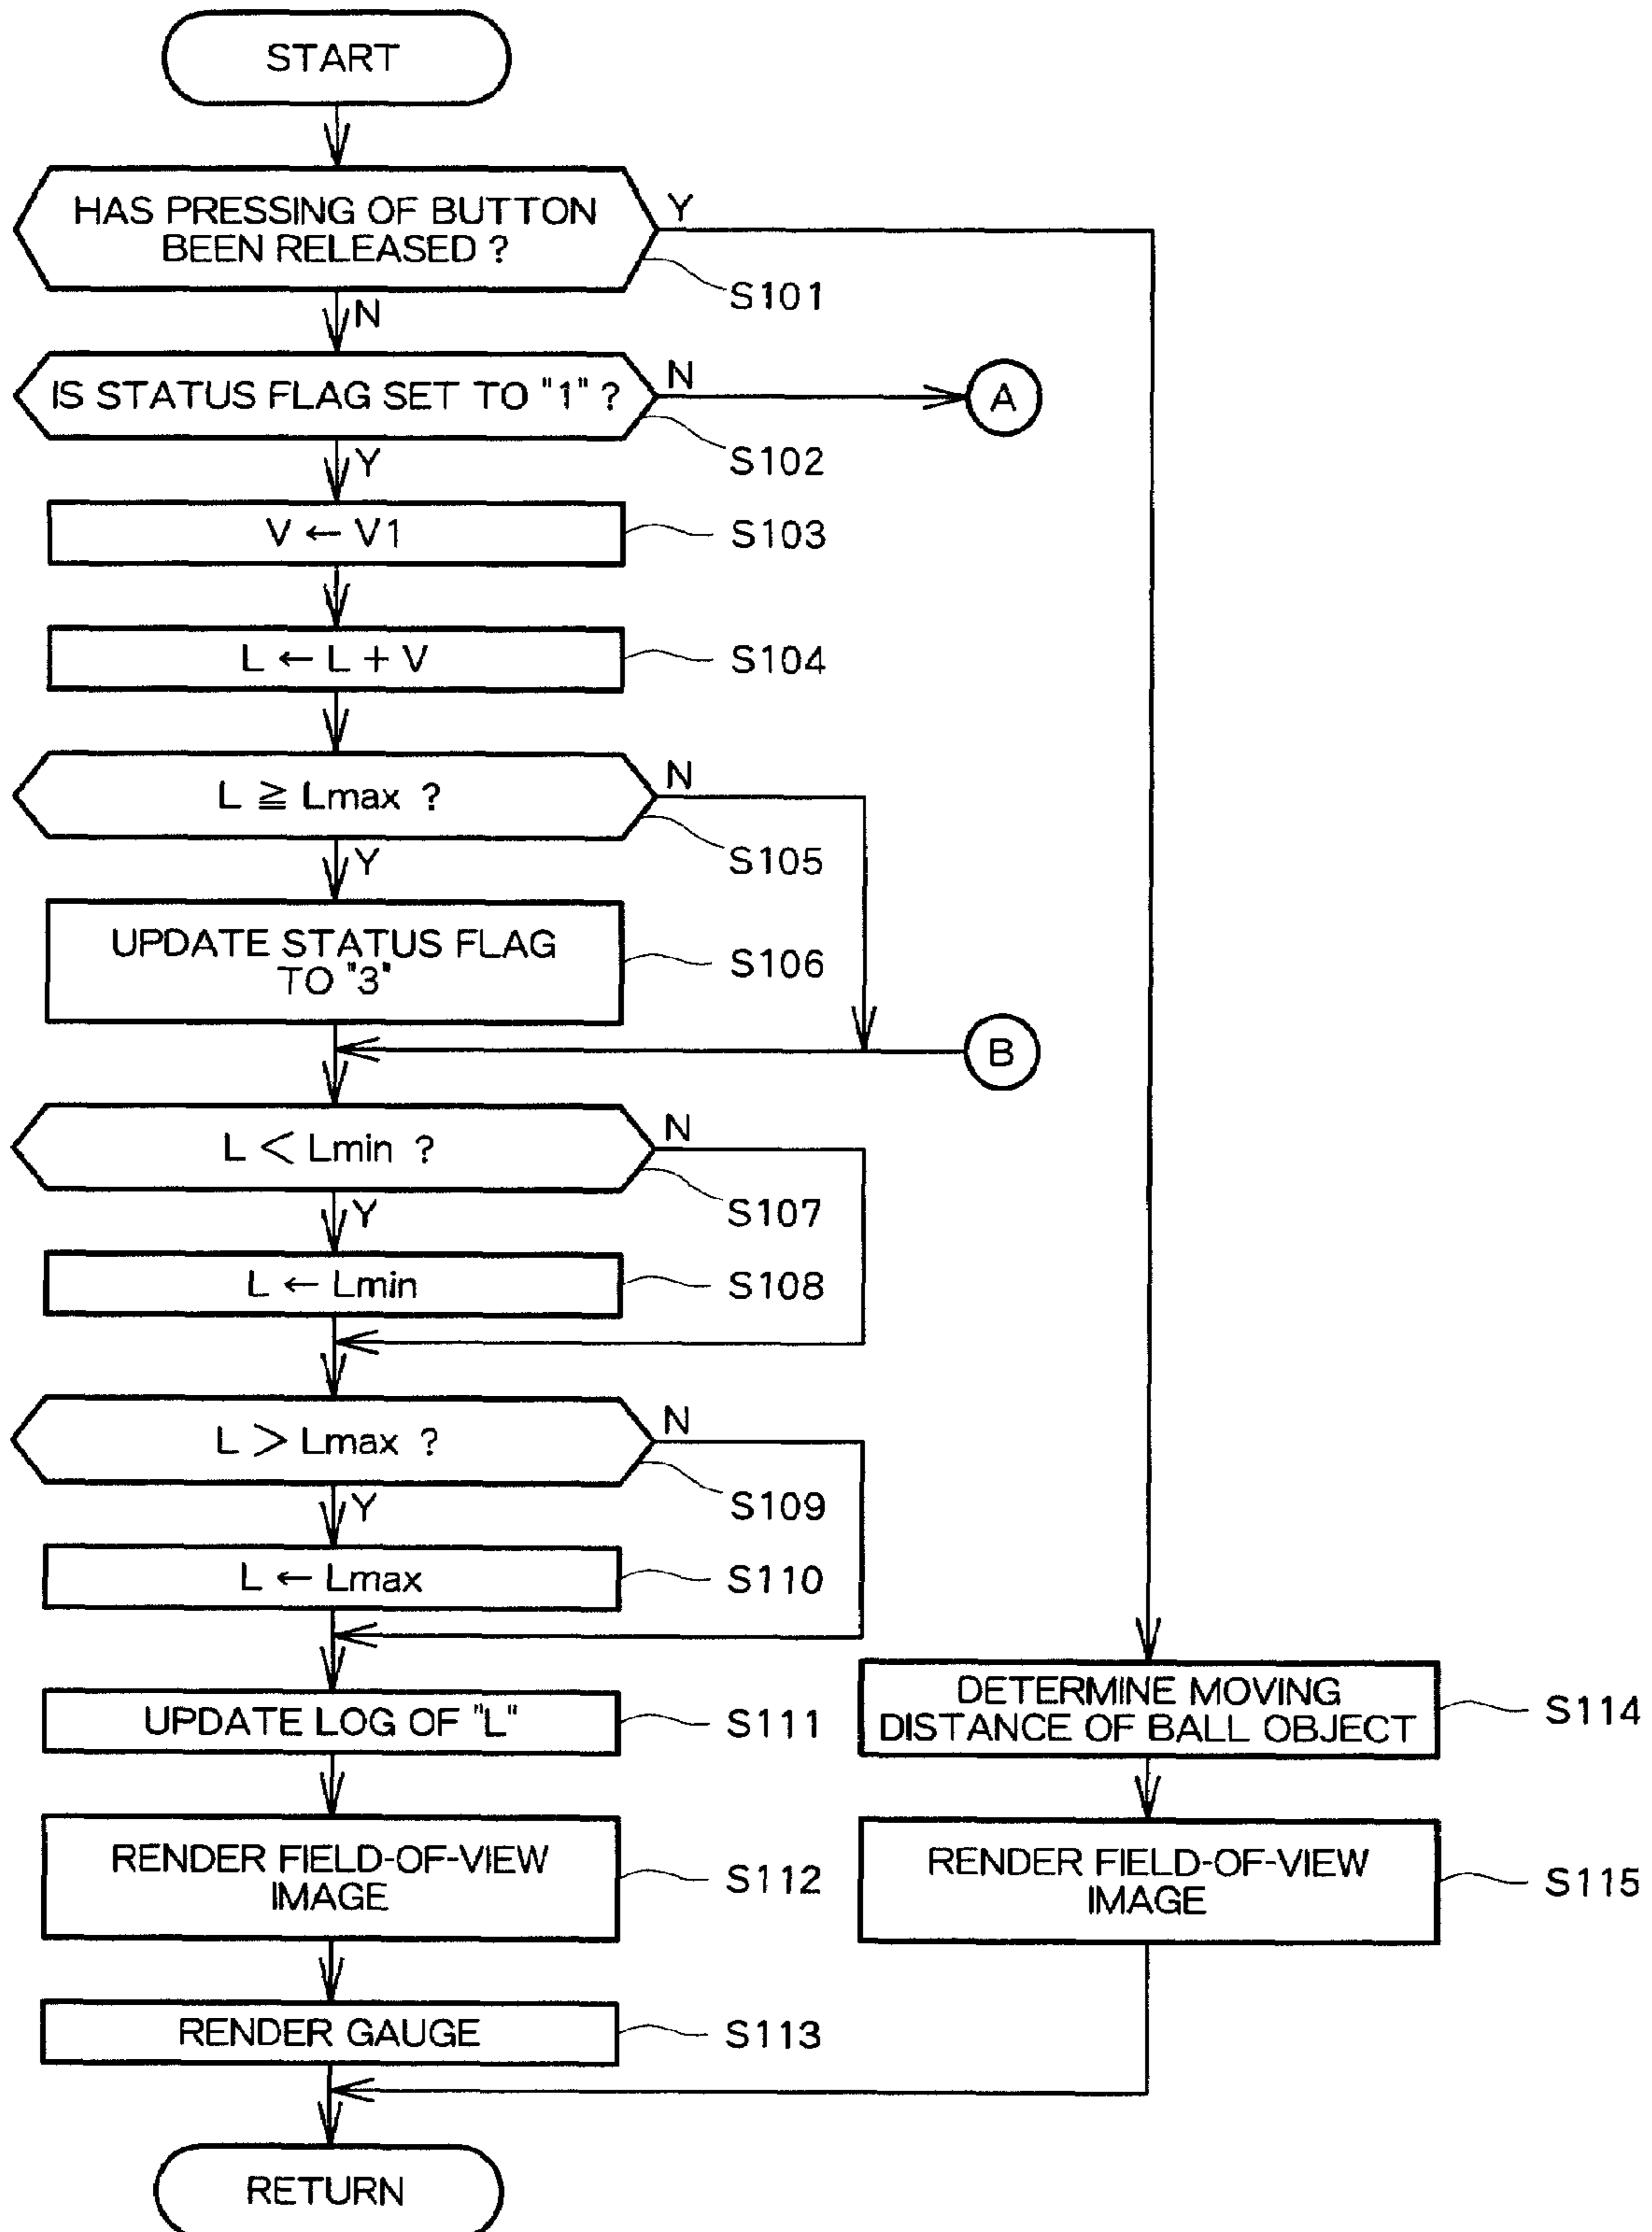 START
HAS PRESSING OF BUTTON
BEEN RELEASED ?
Y
S101
N
IS STATUS FLAG SET TO "1" ?
N
A
S102
Y
V ← V1
S103
L ← L + V
S104
L ≧ Lmax ?
N
S105
Y
UPDATE STATUS FLAG
TO "3"
S106
B
L < Lmin ?
N
S107
Y
L ← Lmin
S108
L > Lmax ?
N
S109
Y
L ← Lmax
S110
UPDATE LOG OF "L"
S111
DETERMINE MOVING
DISTANCE OF BALL OBJECT
S114
RENDER FIELD-OF-VIEW
IMAGE
S112
RENDER FIELD-OF-VIEW
IMAGE
S115
RENDER GAUGE
S113
RETURN